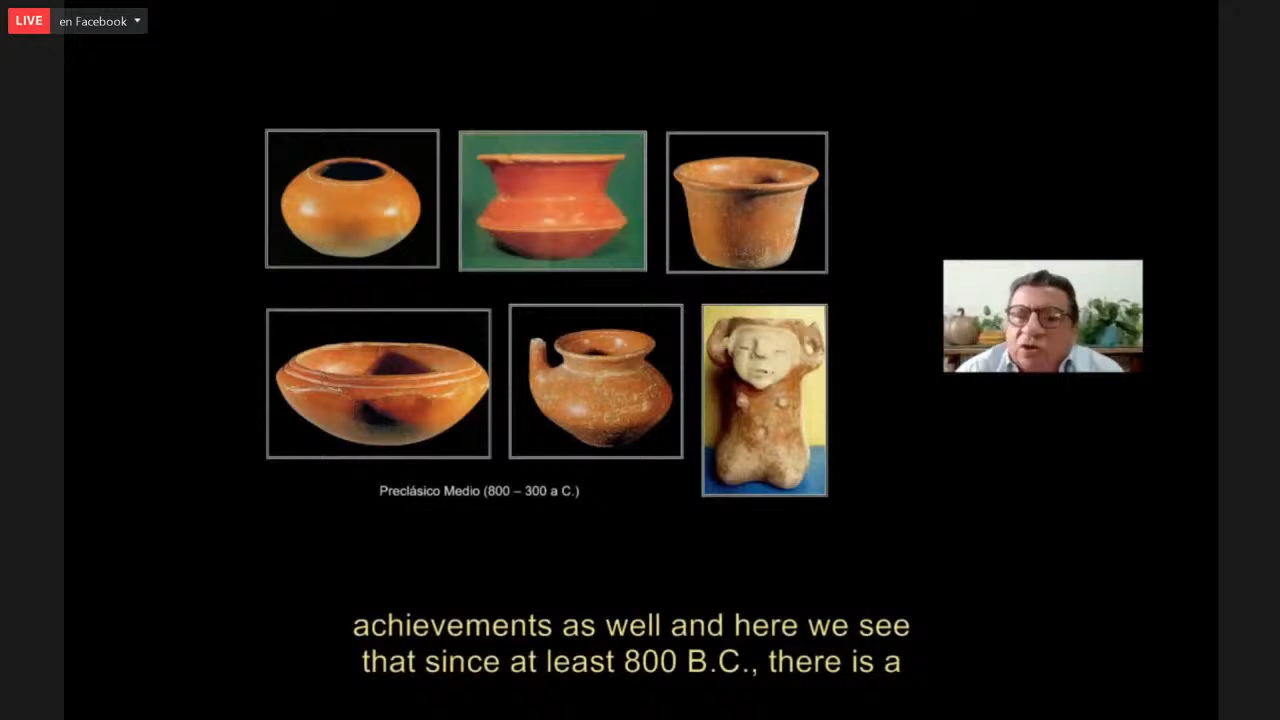 LIVE en Facebook
Preclásico Medio (800 – 300 a C.)
achievements as well and here we see
that since at least 800 B.C., there is a